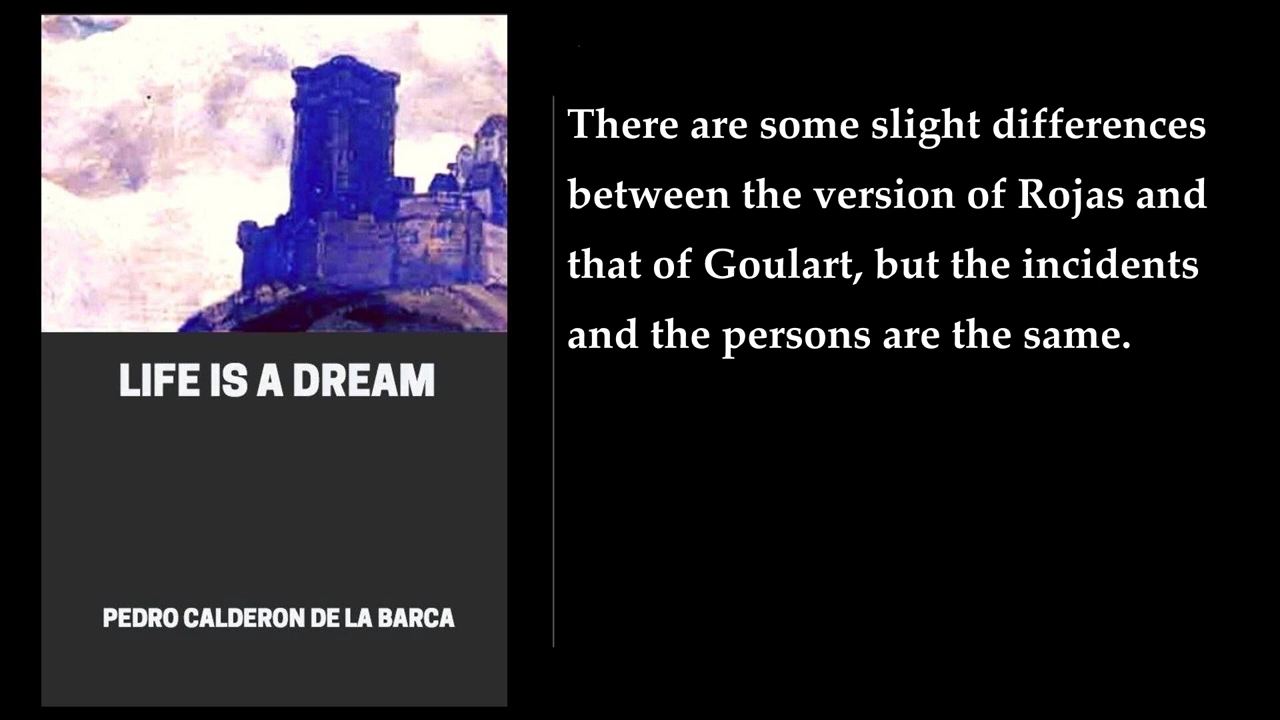 LIFE IS A DREAM
PEDRO CALDERON DE LA BARCA
There are some slight differences
between the version of Rojas and
that of Goulart, but the incidents
and the persons are the same.